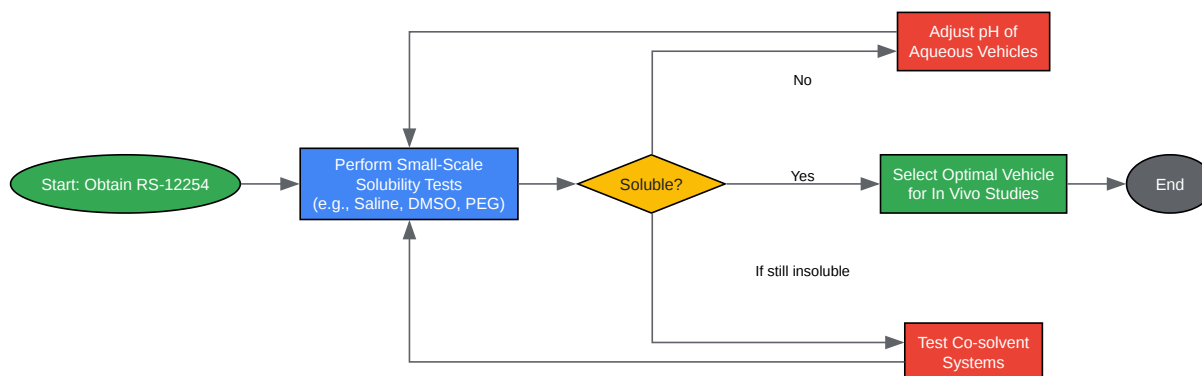 Adjust pH of
Aqueous Vehicles
No
Start: Obtain RS-12254
Perform Small-Scale
Solubility Tests
(e.g., Saline, DMSO, PEG)
Soluble?
Yes
Select Optimal Vehicle
for In Vivo Studies
End
If still insoluble
Test Co-solvent
Systems